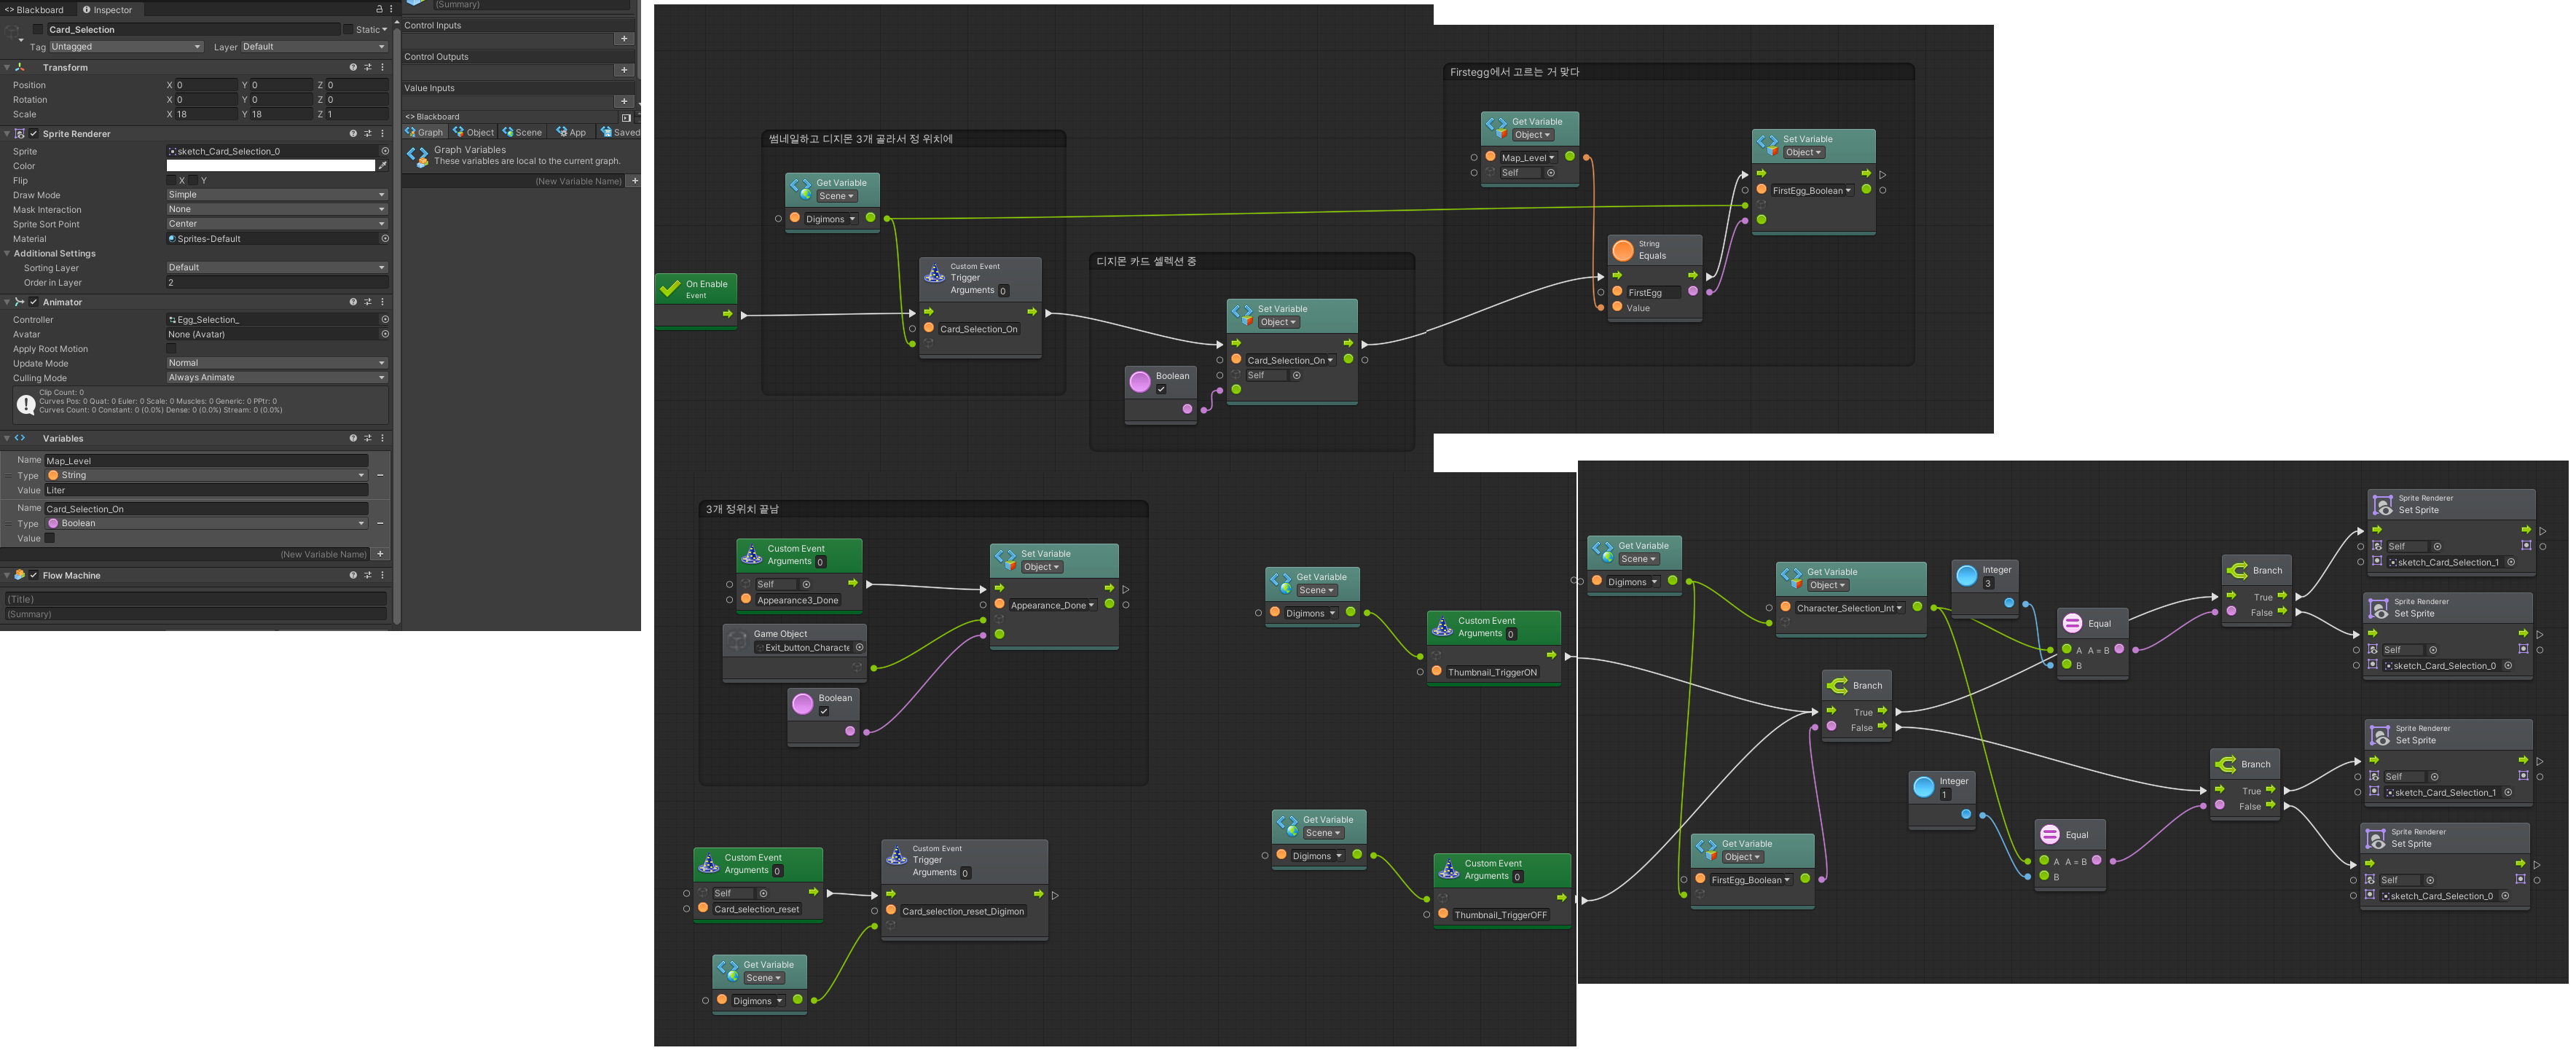 Blackboard
Inspector
Card_Selection
Static
Tag Untagged Layer Default
Transform
Position X 0 Y 0 Z 0
Rotation X 0 Y 0 Z 0
Scale X 18 Y 18 Z 1
Sprite Renderer
Sprite sketch_Card_Selection_0
Color
Flip X Y
Draw Mode Simple
Mask Interaction None
Sprite Sort Point Center
Material Sprites-Default
Additional Settings
Sorting Layer Default
Order in Layer 2
Animator
Controller Egg_Selection_
Avatar None (Avatar)
Apply Root Motion
Update Mode Normal
Culling Mode Always Animate
Clip Count: 0
Curves Pos: 0 Quat: 0 Euler: 0 Scale: 0 Muscles: 0 Generic: 0 PPtr: 0
Curves Count: 0 Constant: 0 (0.0%) Dense: 0 (0.0%) Stream: 0 (0.0%)
Variables
Name Map_Level
Type String
Value Liter
Name Card_Selection_On
Type Boolean
Value
(New Variable Name)
Flow Machine
(Title)
(Summary)
(Summary)
Control Inputs
Control Outputs
Value Inputs
Blackboard
Graph Object Scene App Saved
Graph Variables
These variables are local to the current graph.
(New Variable Name)
썸네일하고 디지몬 3개 골라서 정 위치에
Get Variable
Scene
Digimons
On Enable
Event
Custom Event
Trigger
Arguments 0
Card_Selection_On
디지몬 카드 셀렉션 중
Set Variable
Object
Card_Selection_On
Self
Boolean
Firstegg에서 고르는 거 맞다
Get Variable
Object
Map_Level
Self
String
Equals
FirstEgg
Value
Set Variable
Object
FirstEgg_Boolean
3개 정위치 끝남
Custom Event
Arguments 0
Self
Appearance3_Done
Game Object
Exit_button_Characte
Boolean
Set Variable
Object
Appearance_Done
Custom Event
Arguments 0
Self
Card_selection_reset
Custom Event
Trigger
Arguments 0
Card_selection_reset_Digimon
Get Variable
Scene
Digimons
Get Variable
Scene
Digimons
Custom Event
Arguments 0
Thumbnail_TriggerON
Get Variable
Scene
Digimons
Custom Event
Arguments 0
Thumbnail_TriggerOFF
Get Variable
Scene
Digimons
Get Variable
Object
Character_Selection_Int
Integer
3
Equal
A A = B
B
Branch
True
False
Branch
True
False
Get Variable
Object
FirstEgg_Boolean
Integer
1
Equal
A A = B
B
Branch
True
False
Sprite Renderer
Set Sprite
Self
sketch_Card_Selection_1
Sprite Renderer
Set Sprite
Self
sketch_Card_Selection_0
Sprite Renderer
Set Sprite
Self
sketch_Card_Selection_1
Sprite Renderer
Set Sprite
Self
sketch_Card_Selection_0